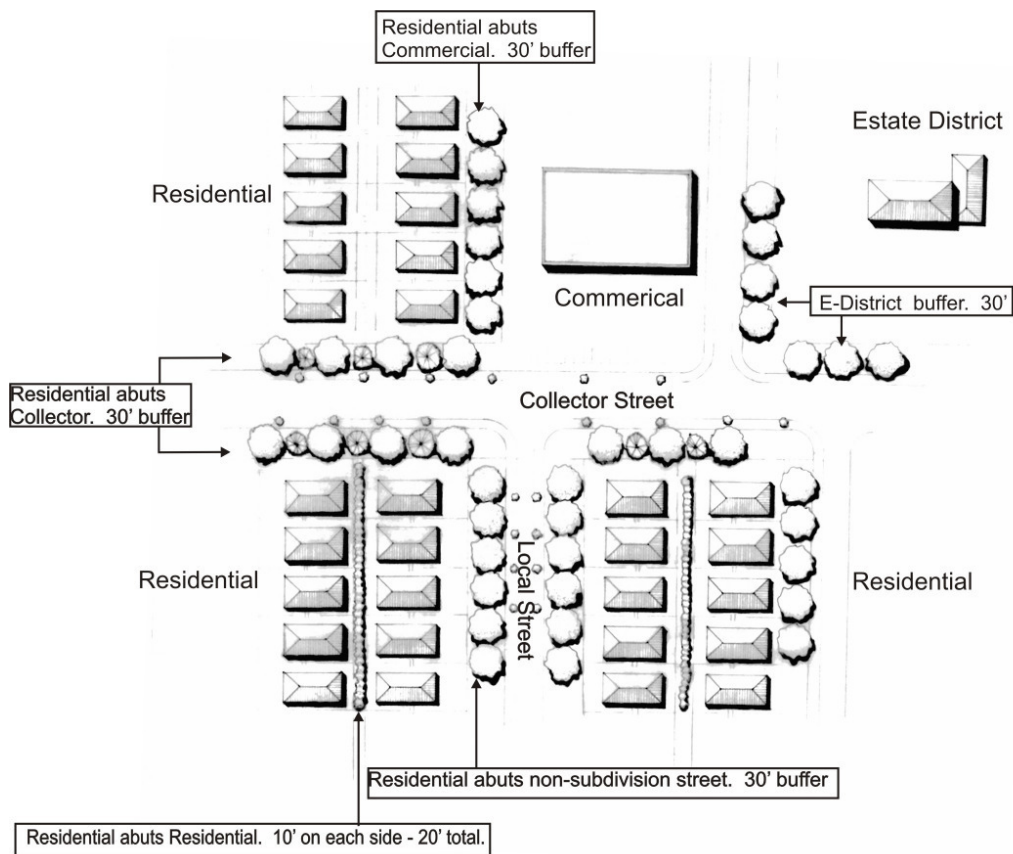 Residential abuts
Commercial. 30' buffer
Estate District
Residential
Commerical
E-District buffer. 30'
Residential abuts
Collector. 30' buffer
Collector Street
Local Street
Residential
Residential
Residential abuts non-subdivision street. 30' buffer
Residential abuts Residential. 10' on each side - 20' total.